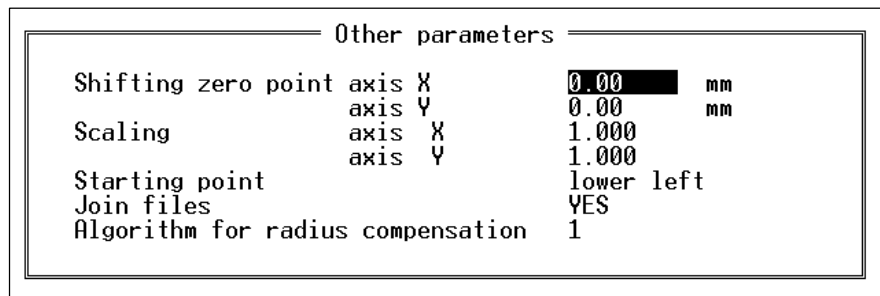 Other parameters
Shifting zero point axis X 0.00 mm
axis Y 0.00 mm
Scaling axis X 1.000
axis Y 1.000
Starting point lower left
Join files YES
Algorithm for radius compensation 1